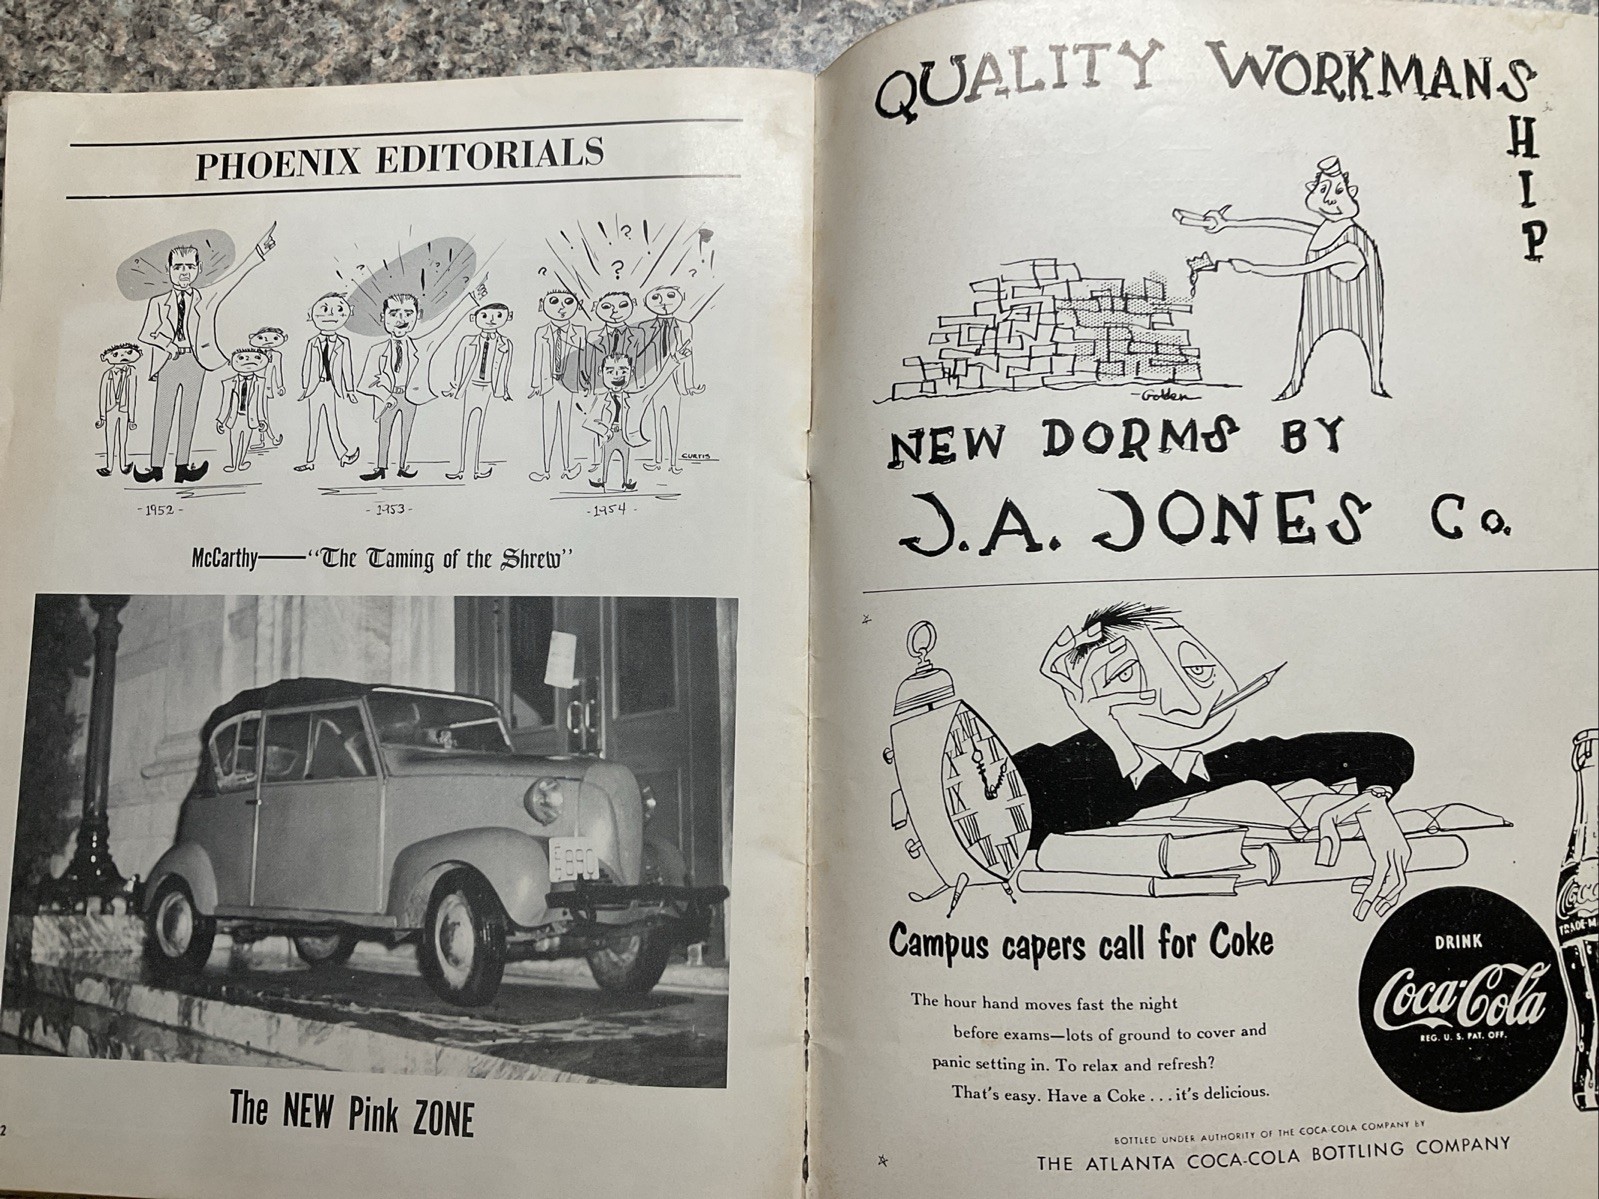 PHOENIX EDITORIALS
CURTIS
-1952-
-1953-
-1954-
McCarthy——"The Taming of the Shrew"
The NEW Pink ZONE
2
QUALITY WORKMANSHIP
-Golden
NEW DORMS BY
J.A. JONES Co.
Campus capers call for Coke
The hour hand moves fast the night
before exams—lots of ground to cover and
panic setting in. To relax and refresh?
That's easy. Have a Coke . . . it's delicious.
DRINK
Coca-Cola
REG. U. S. PAT. OFF.
BOTTLED UNDER AUTHORITY OF THE COCA-COLA COMPANY BY
THE ATLANTA COCA-COLA BOTTLING COMPANY